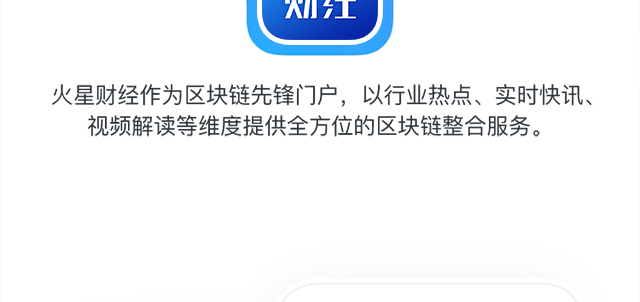 财经
火星财经作为区块链先锋门户，以行业热点、实时快讯、
视频解读等维度提供全方位的区块链整合服务。